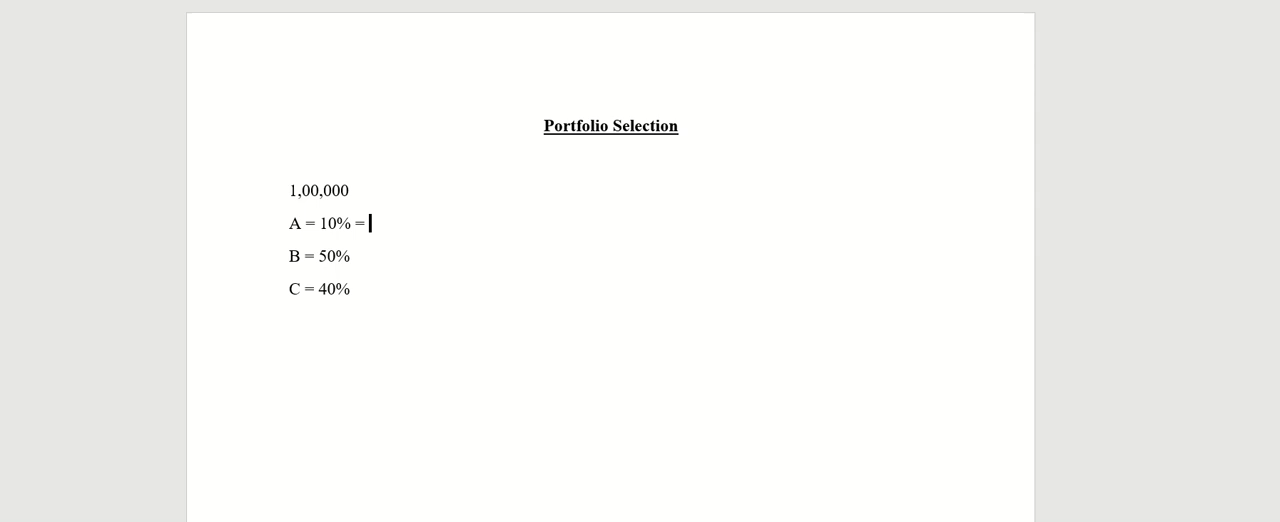 Portfolio Selection
1,00,000
A = 10% =
B = 50%
C = 40%